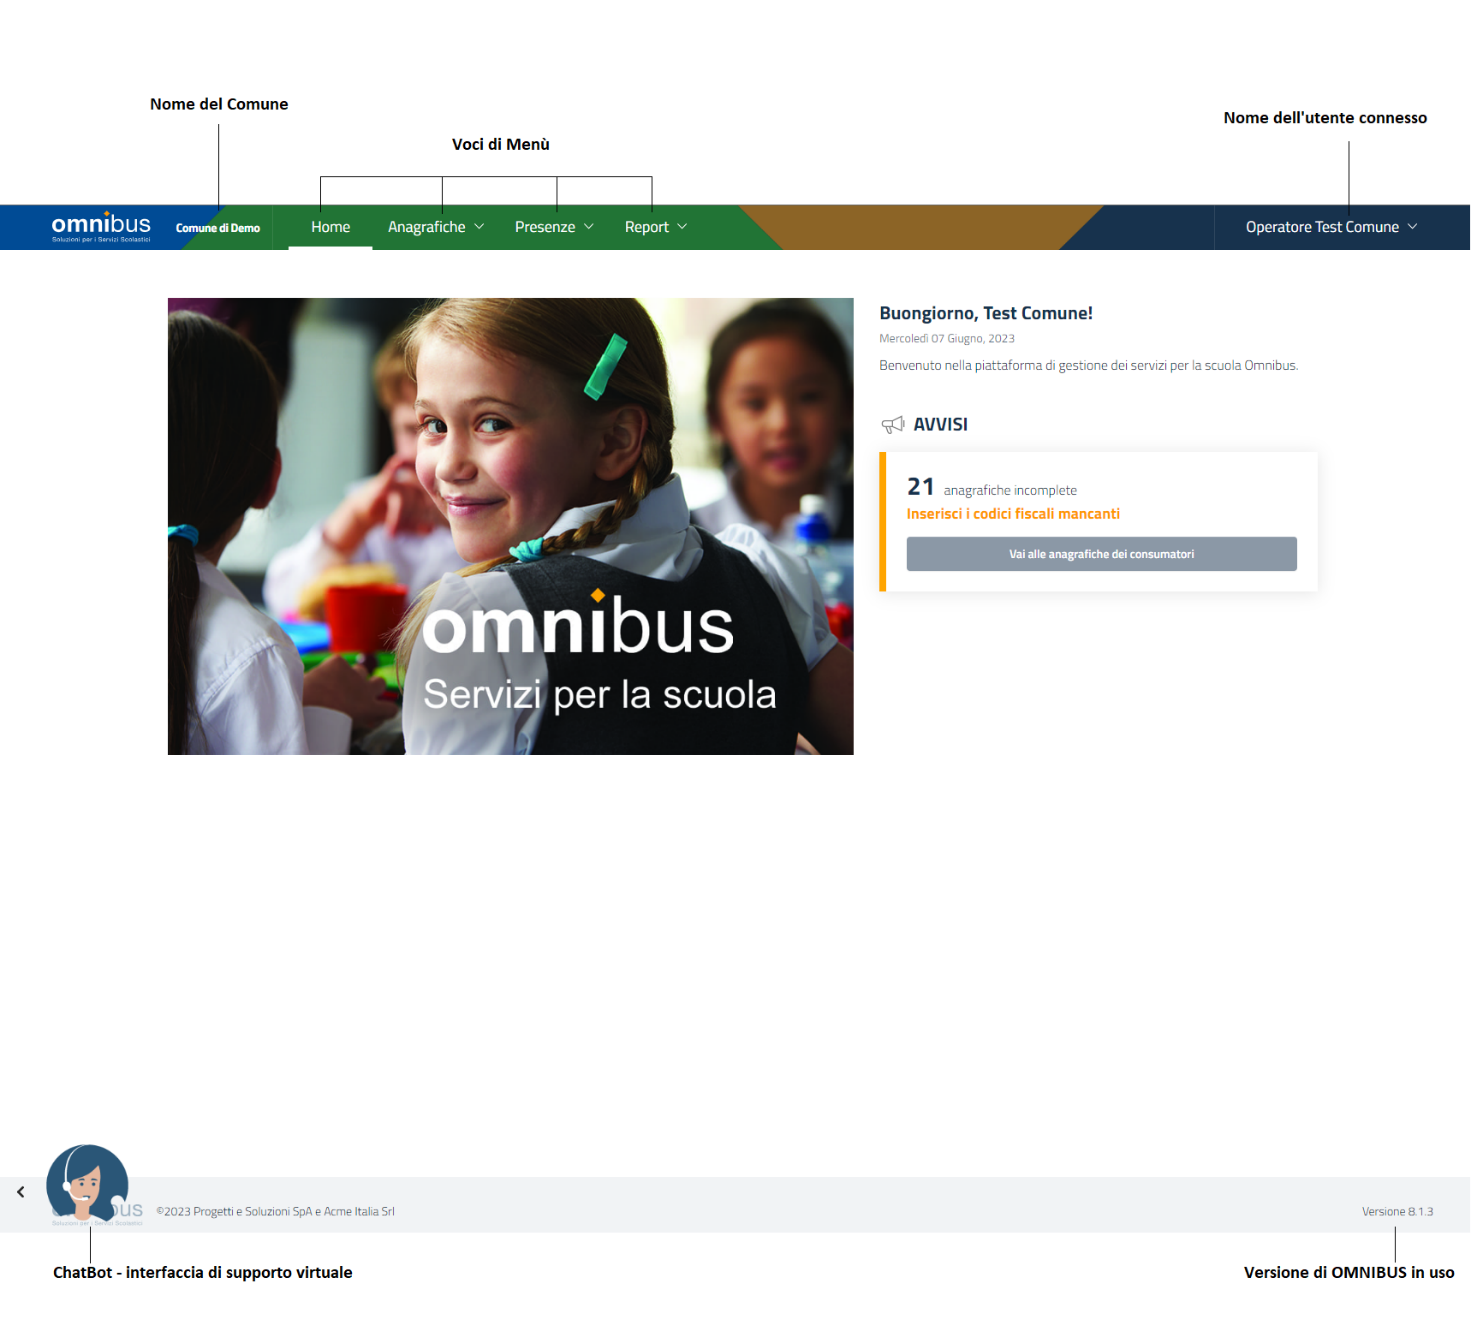 Nome del Comune
Nome dell'utente connesso
Voci di Menù
omnibus
Soluzioni per i Servizi Scolastici
Comune di Demo
Home
Anagrafiche
Presenze
Report
Operatore Test Comune
Buongiorno, Test Comune!
Mercoledì 07 Giugno, 2023
Benvenuto nella piattaforma di gestione dei servizi per la scuola Omnibus.
AVVISI
21 anagrafiche incomplete
Inserisci i codici fiscali mancanti
Vai alle anagrafiche dei consumatori
omnibus
Servizi per la scuola
©2023 Progetti e Soluzioni SpA e Acme Italia Srl
Versione 8.1.3
Soluzioni per i Servizi Scolastici
ChatBot - interfaccia di supporto virtuale
Versione di OMNIBUS in uso